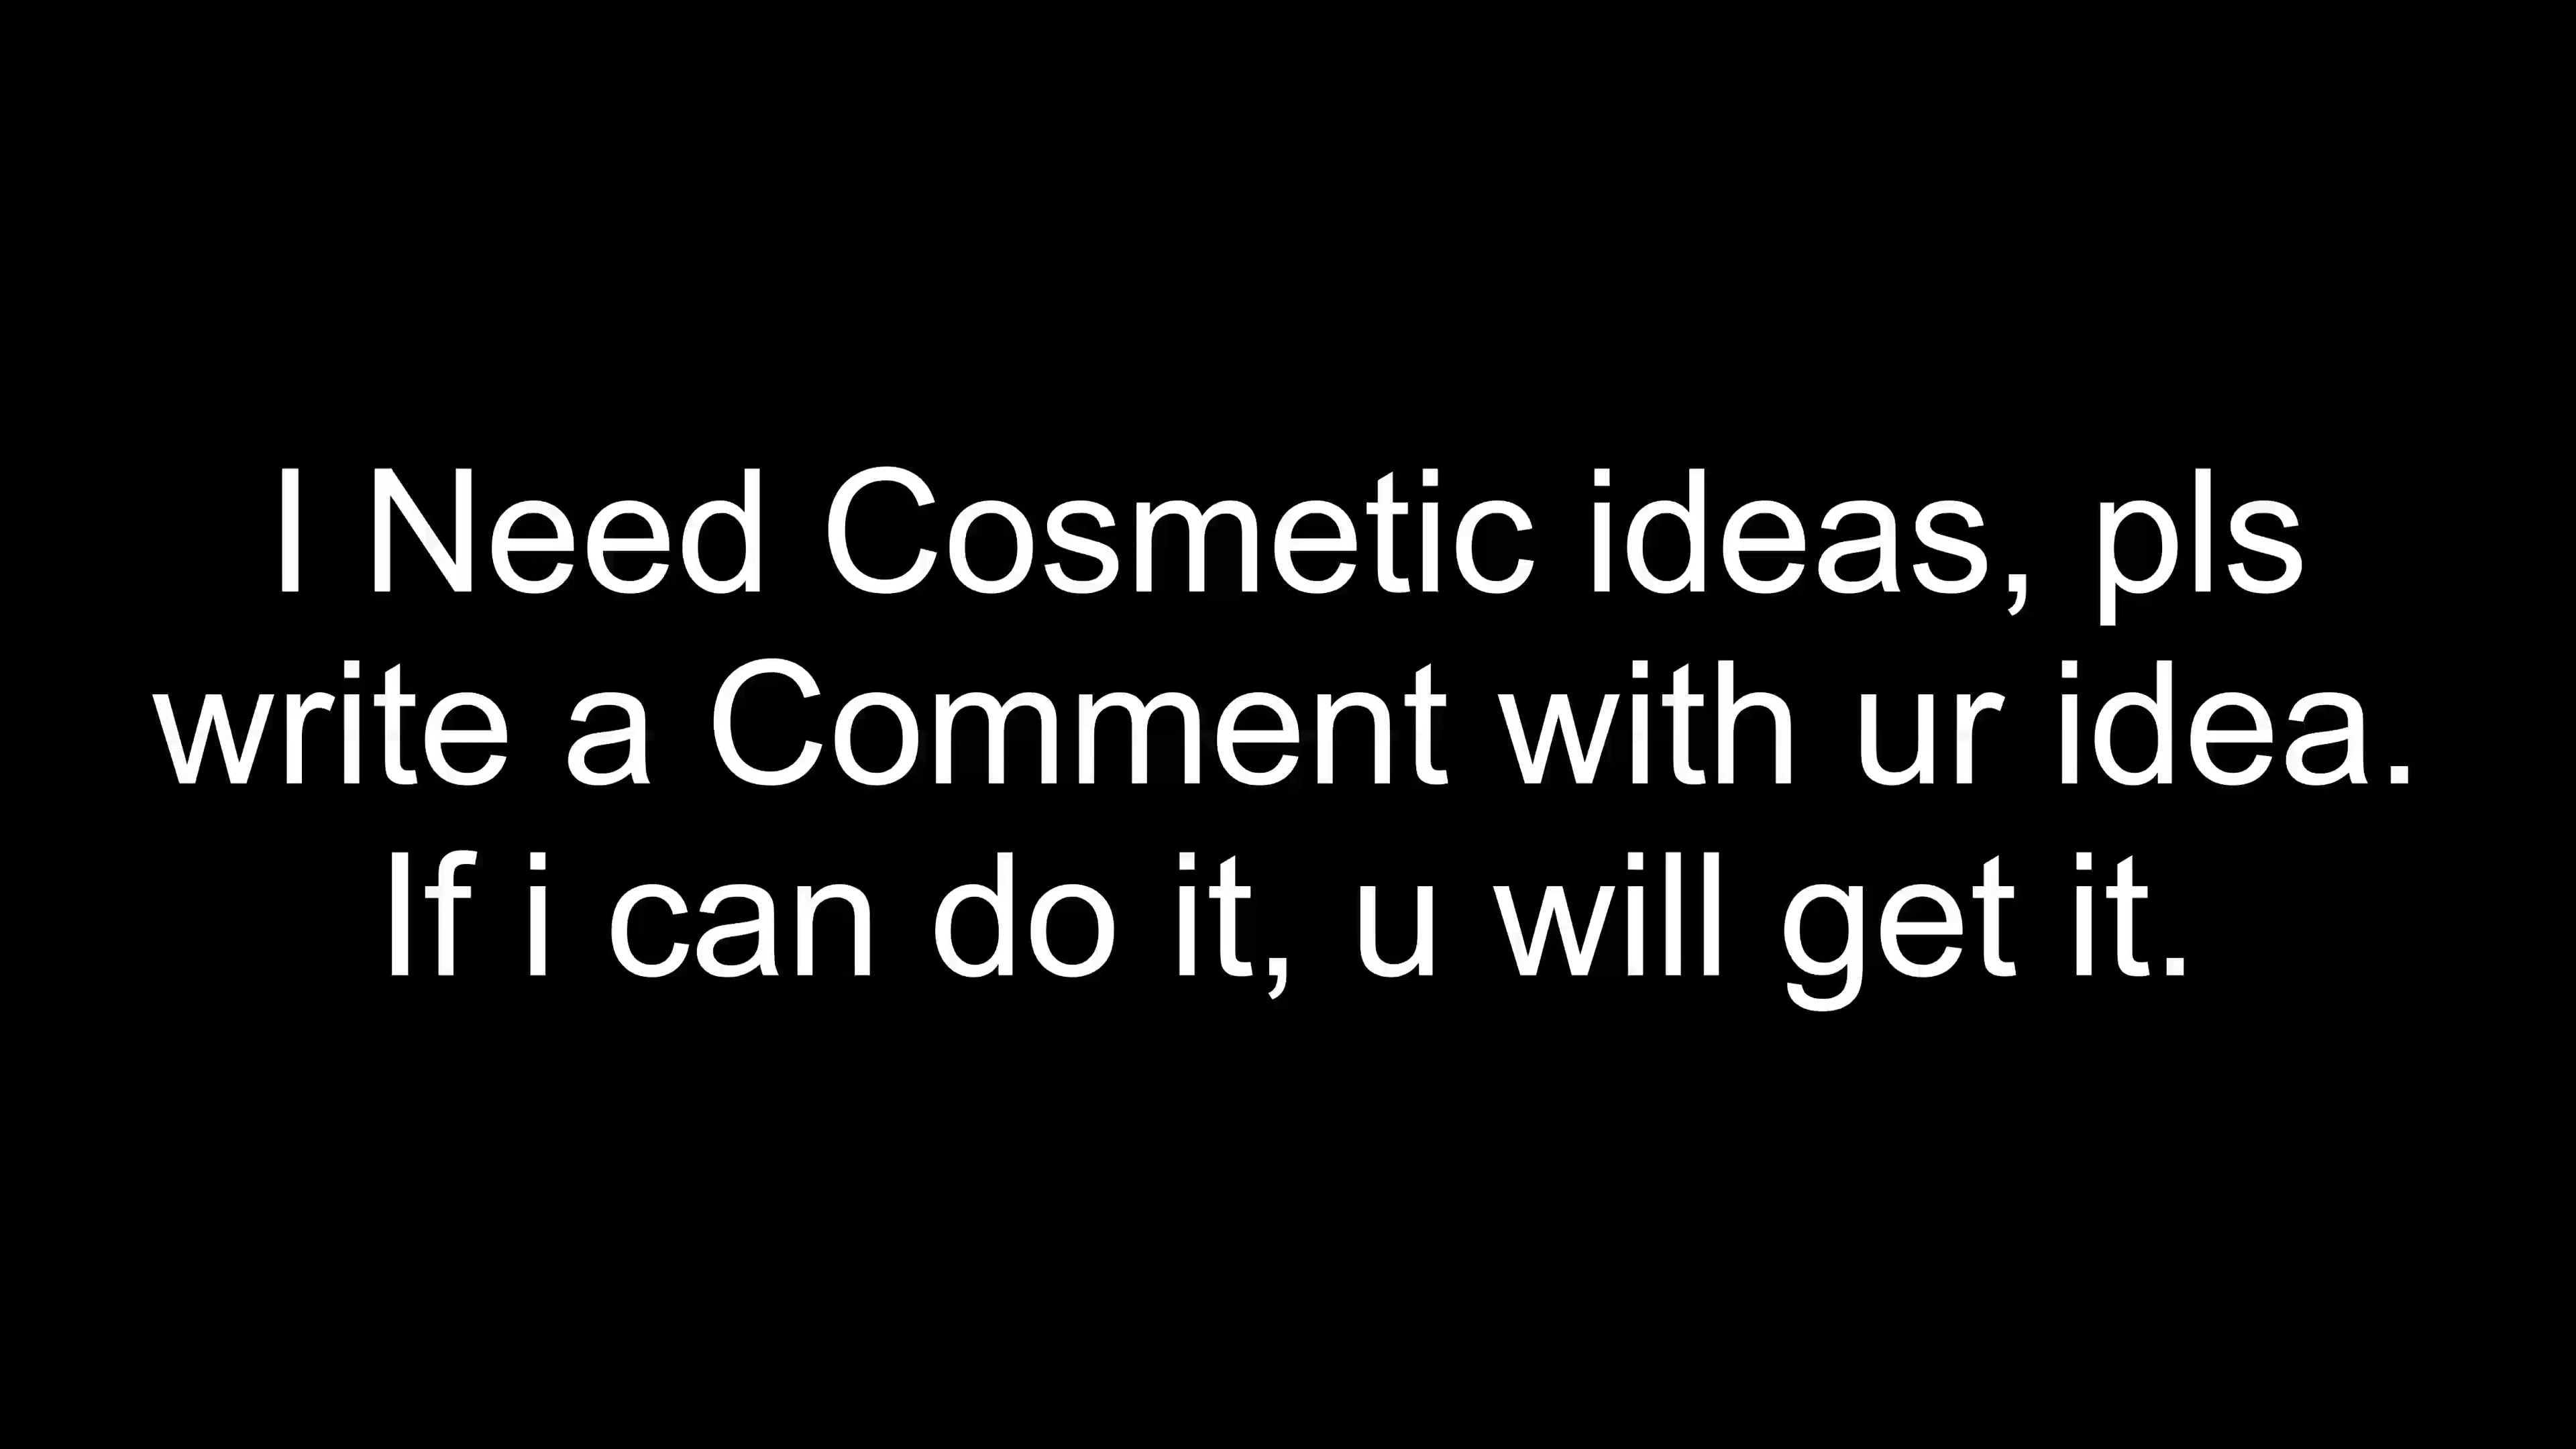 I Need Cosmetic ideas, pls
write a Comment with ur idea.
If i can do it, u will get it.